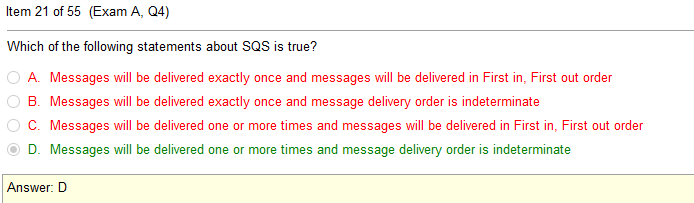 Item 21 of 55 (Exam A, Q4)
Which of the following statements about SQS is true?
A. Messages will be delivered exactly once and messages will be delivered in First in, First out order
B. Messages will be delivered exactly once and message delivery order is indeterminate
C. Messages will be delivered one or more times and messages will be delivered in First in, First out order
D. Messages will be delivered one or more times and message delivery order is indeterminate
Answer: D